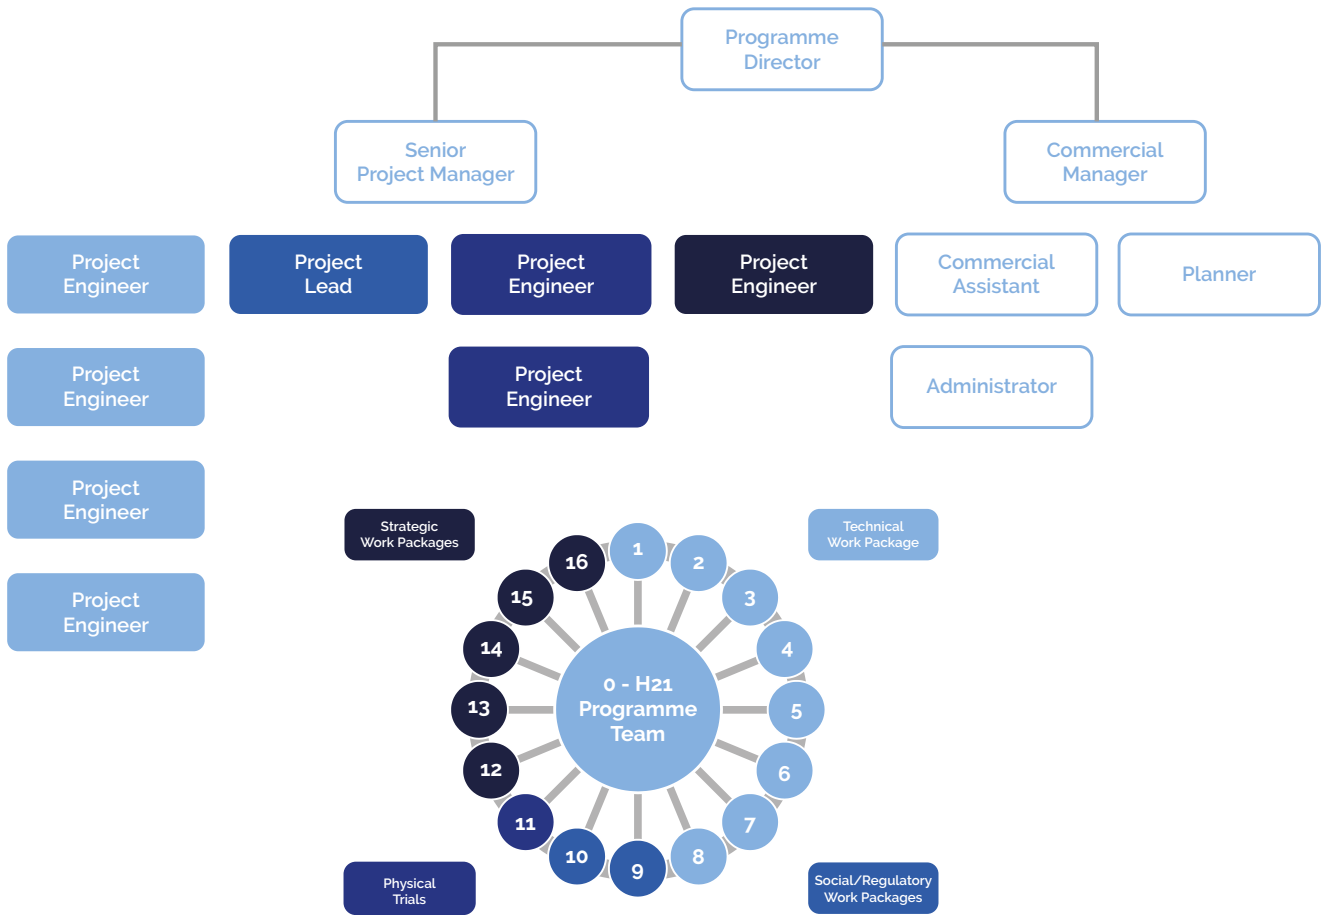 Programme
Director
Senior
Project Manager
Commercial
Manager
Project
Engineer
Project
Lead
Project
Engineer
Project
Engineer
Commercial
Assistant
Planner
Project
Engineer
Project
Engineer
Administrator
Project
Engineer
Project
Engineer
Strategic
Work Packages
Technical
Work Package
1
2
3
4
5
6
7
8
9
10
11
12
13
14
15
16
0 - H21
Programme
Team
Physical
Trials
Social/Regulatory
Work Packages